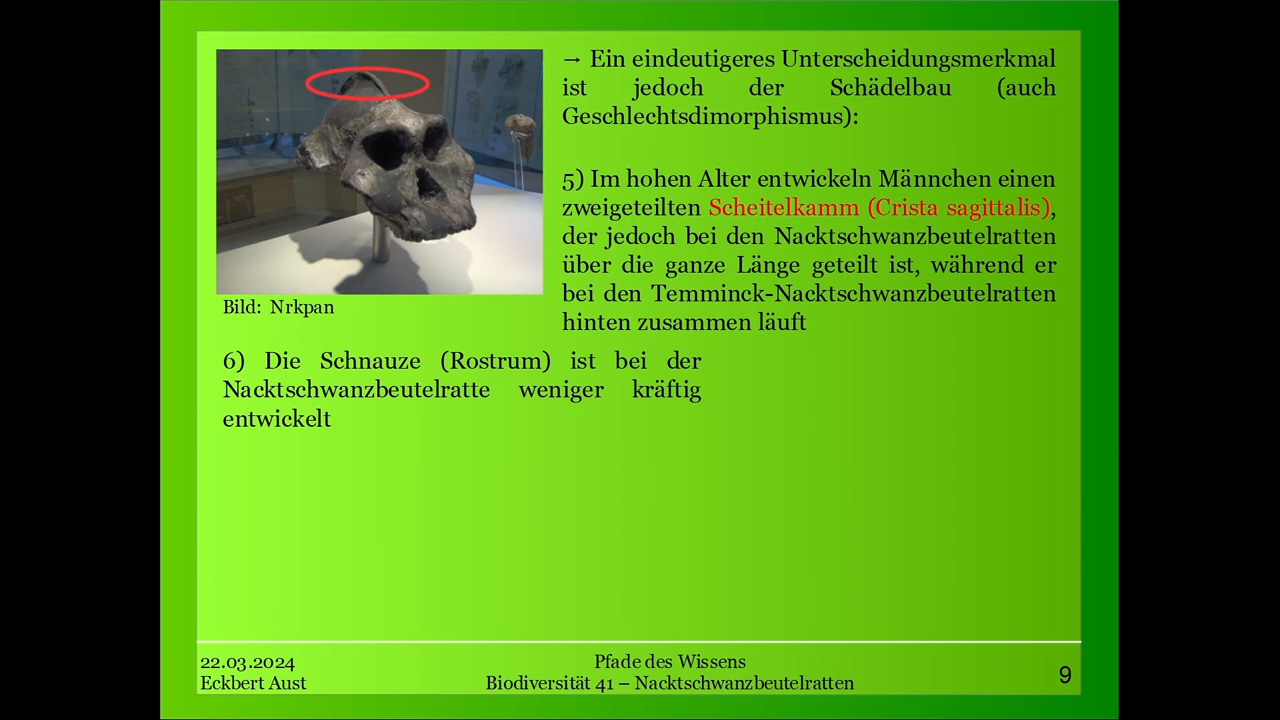 → Ein eindeutigeres Unterscheidungsmerkmal
ist jedoch der Schädelbau (auch
Geschlechtsdimorphismus):
5) Im hohen Alter entwickeln Männchen einen
zweigeteilten Scheitelkamm (Crista sagittalis),
der jedoch bei den Nacktschwanzbeutelratten
über die ganze Länge geteilt ist, während er
bei den Temminck-Nacktschwanzbeutelratten
hinten zusammen läuft
Bild: Nrkpan
6) Die Schnauze (Rostrum) ist bei der
Nacktschwanzbeutelratte weniger kräftig
entwickelt
22.03.2024
Eckbert Aust
Pfade des Wissens
Biodiversität 41 – Nacktschwanzbeutelratten
9